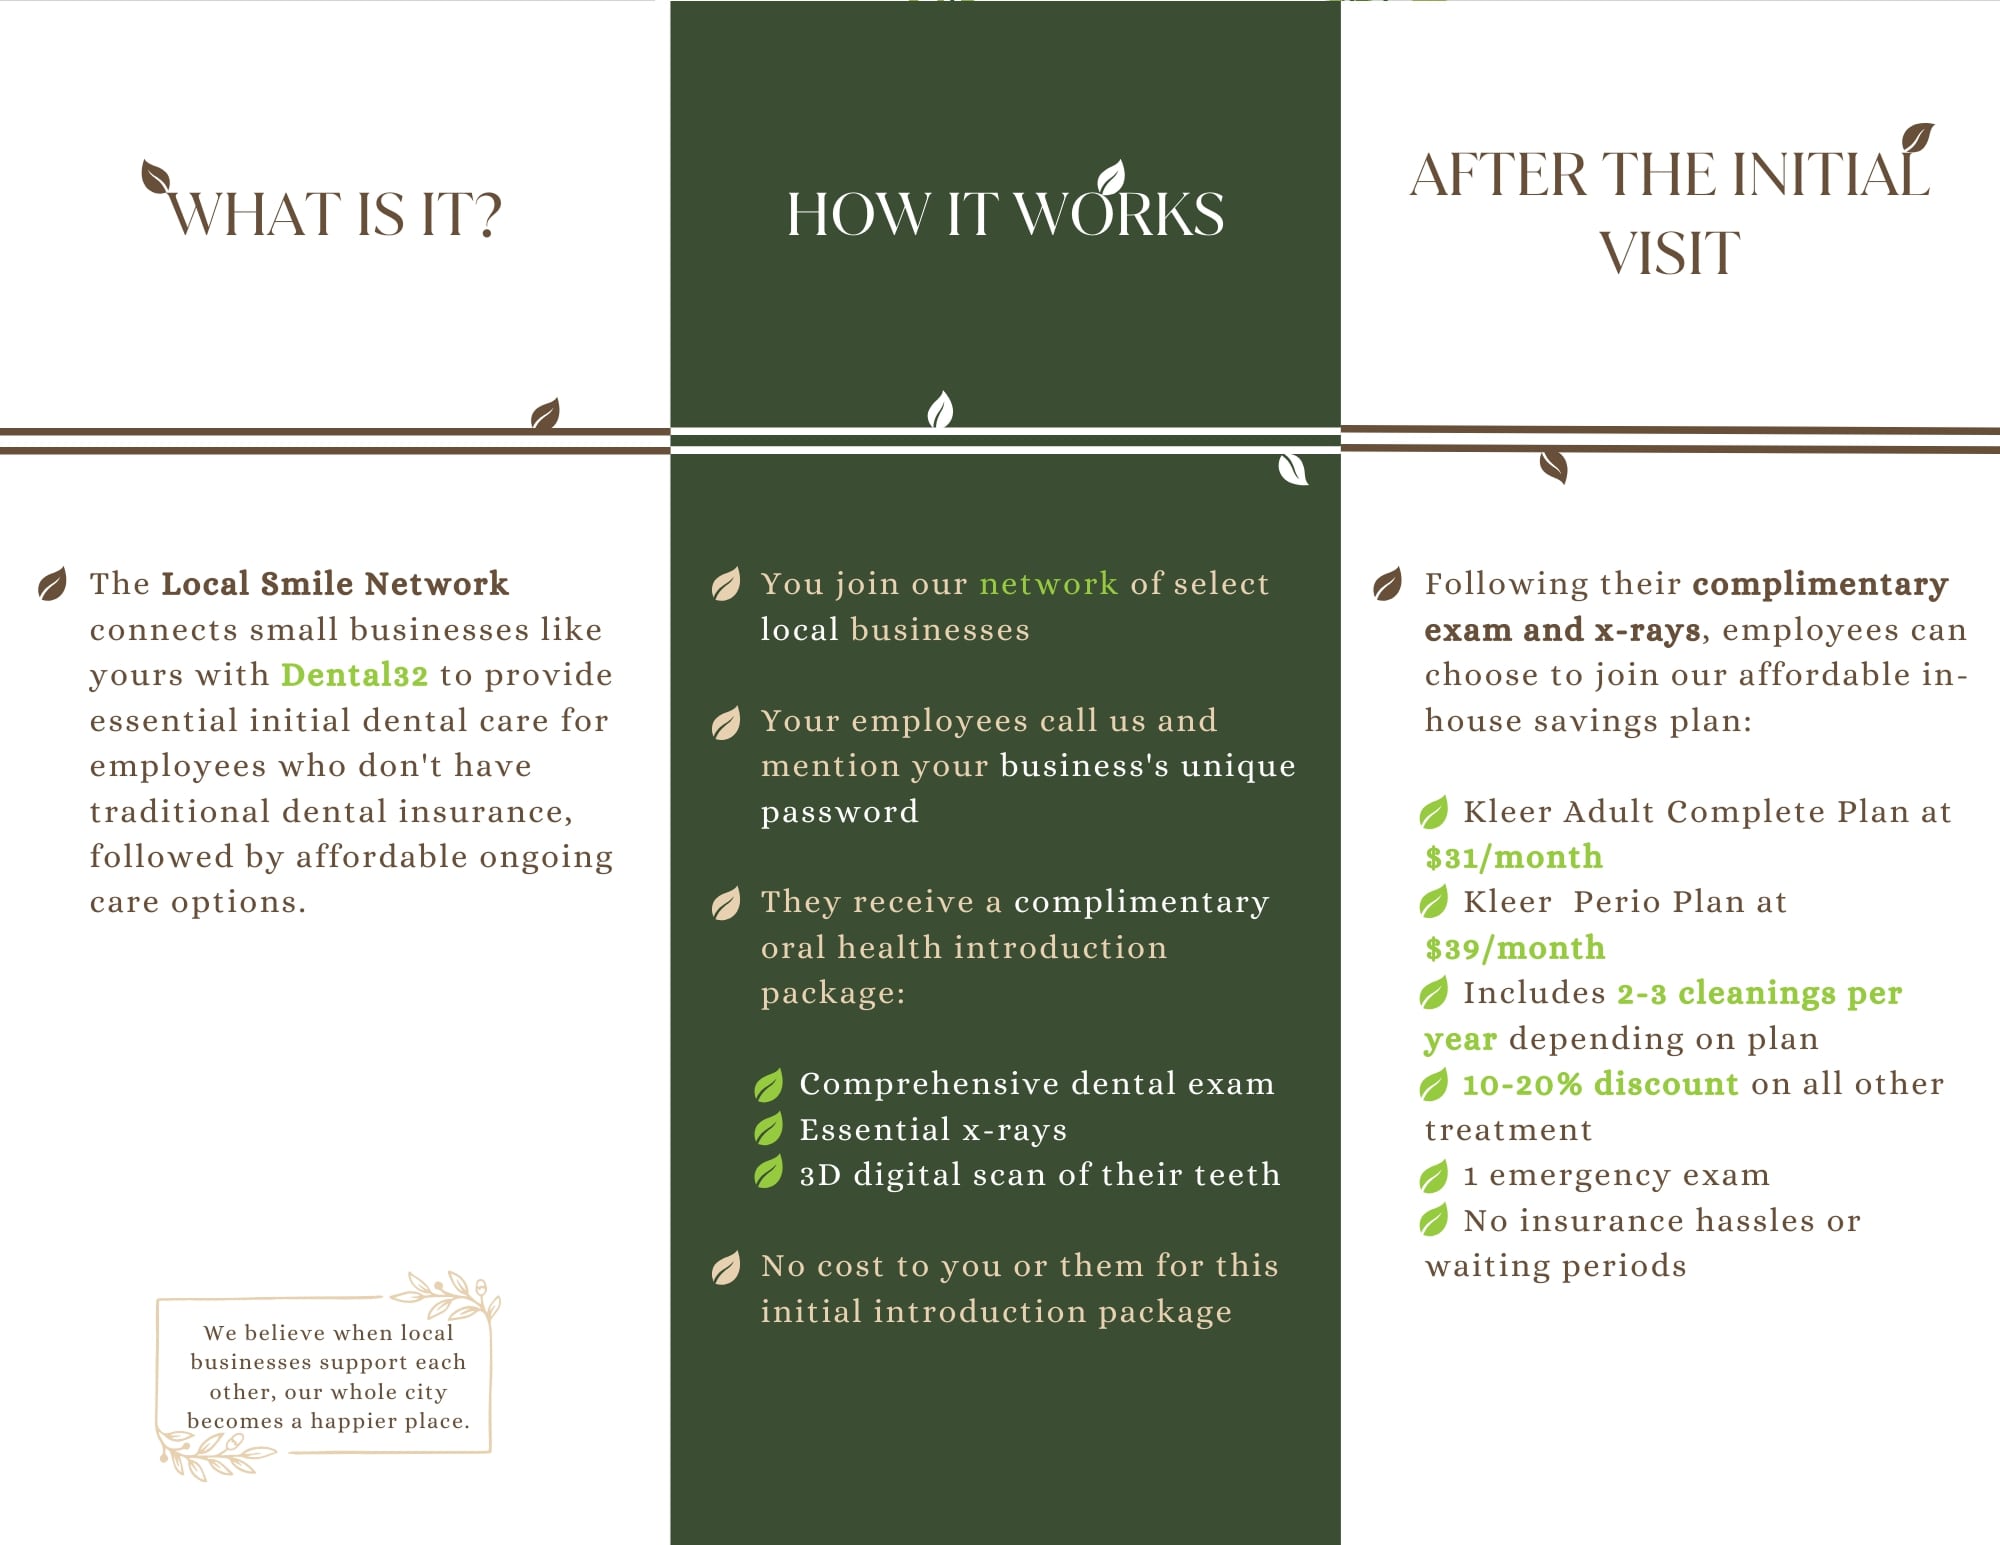 WHAT IS IT?
The Local Smile Network
connects small businesses like
yours with Dental32 to provide
essential initial dental care for
employees who don't have
traditional dental insurance,
followed by affordable ongoing
care options.
We believe when local
businesses support each
other, our whole city
becomes a happier place.
HOW IT WORKS
You join our network of select
local businesses
Your employees call us and
mention your business's unique
password
They receive a complimentary
oral health introduction
package:
Comprehensive dental exam
Essential x-rays
3D digital scan of their teeth
No cost to you or them for this
initial introduction package
AFTER THE INITIAL
VISIT
Following their complimentary
exam and x-rays, employees can
choose to join our affordable in-
house savings plan:
Kleer Adult Complete Plan at
$31/month
Kleer  Perio Plan at
$39/month
Includes 2-3 cleanings per
year depending on plan
10-20% discount on all other
treatment
1 emergency exam
No insurance hassles or
waiting periods